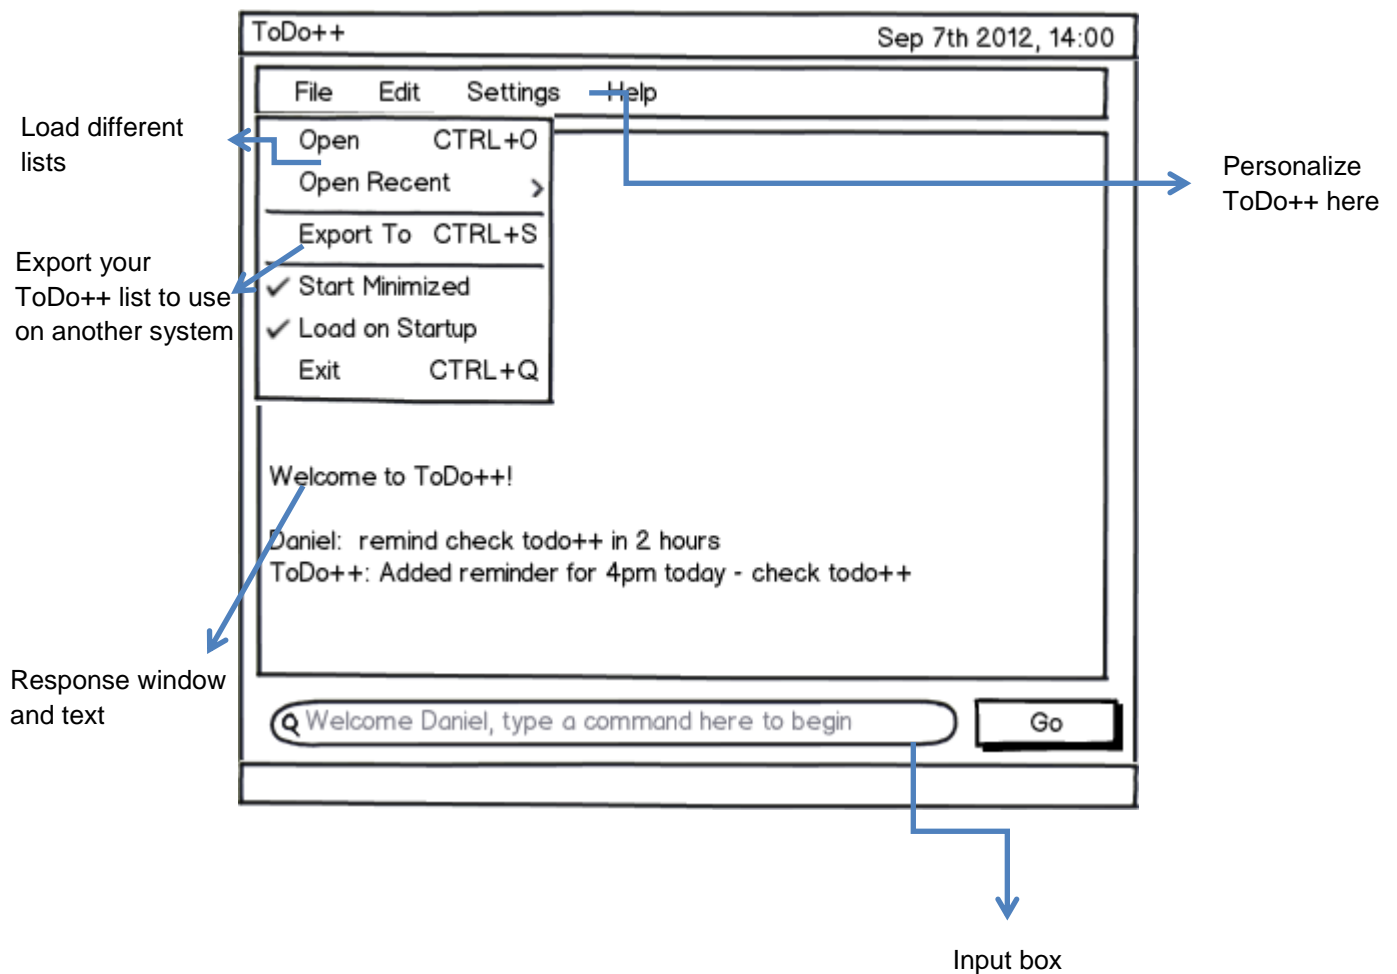 ToDo++ Sep 7th 2012, 14:00
File Edit Settings Help
Load different
lists
Open CTRL+O
Open Recent >
Personalize
ToDo++ here
Export To CTRL+S
Export your
ToDo++ list to use
on another system
✓ Start Minimized
✓ Load on Startup
Exit CTRL+Q
Welcome to ToDo++!
Daniel: remind check todo++ in 2 hours
ToDo++: Added reminder for 4pm today - check todo++
Response window
and text
Welcome Daniel, type a command here to begin Go
Input box